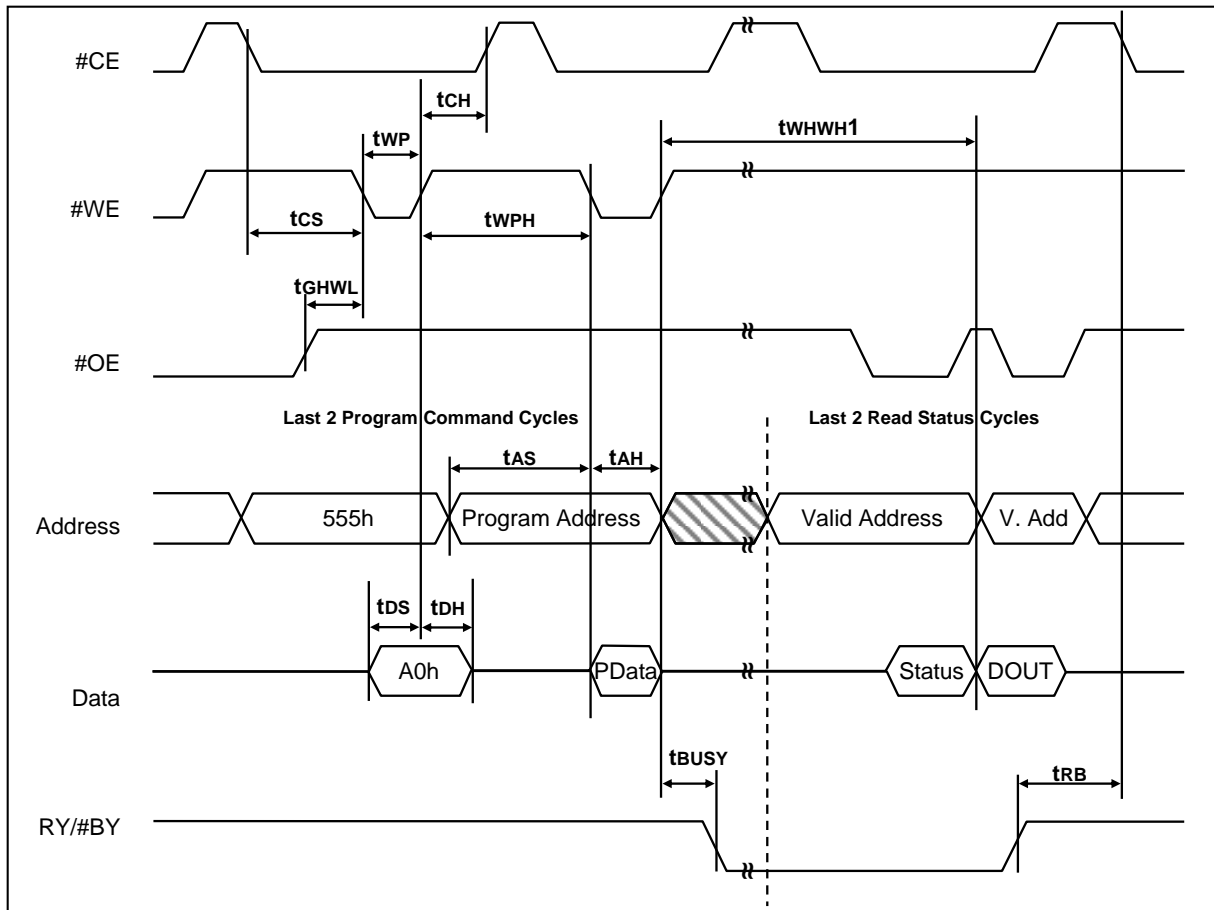 #CE
tCH
tWP
tWHWH1
#WE
tCS
tWPH
tGHWL
#OE
Last 2 Program Command Cycles
Last 2 Read Status Cycles
tAS
tAH
Address
555h
Program Address
Valid Address
V. Add
tDS
tDH
Data
A0h
PData
Status
DOUT
tBUSY
tRB
RY/#BY